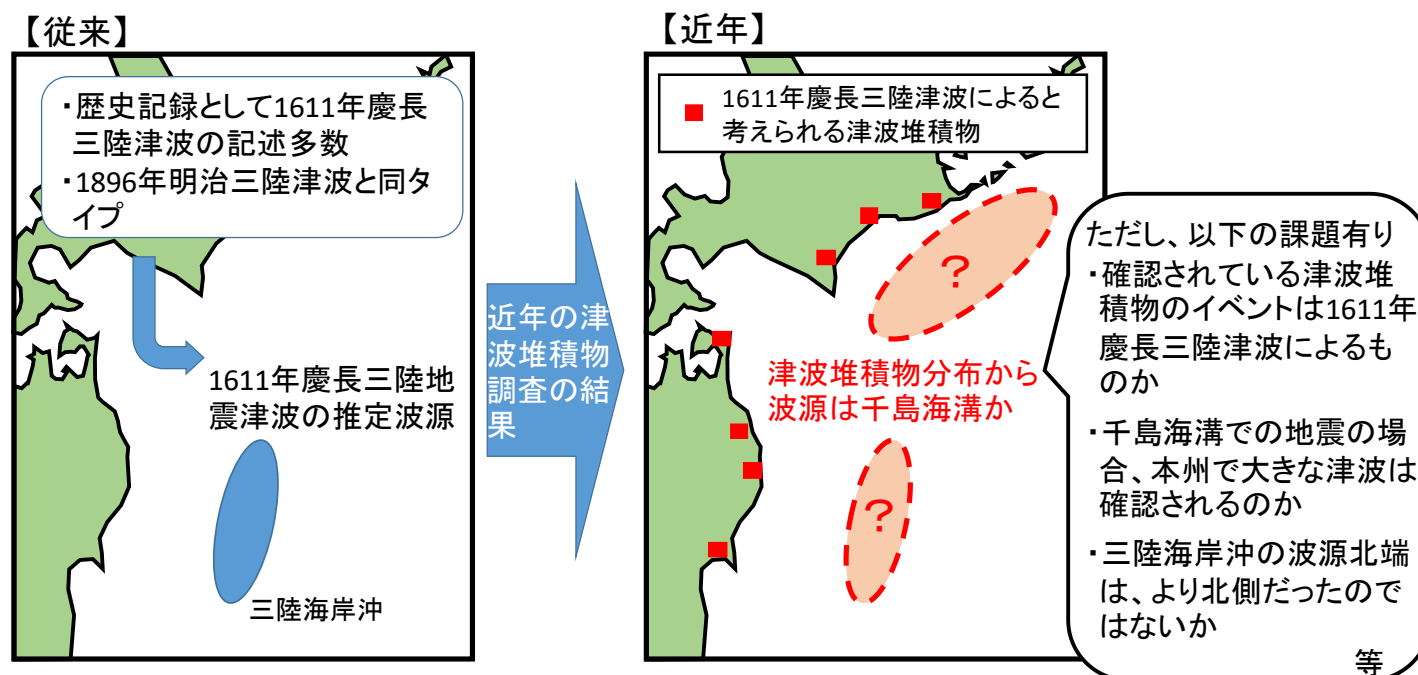 【従来】
・歴史記録として1611年慶長
三陸津波の記述多数
・1896年明治三陸津波と同タ
イプ
1611年慶長三陸地
震津波の推定波源
三陸海岸沖
近年の津
波堆積物
調査の結
果
【近年】
1611年慶長三陸津波によると
考えられる津波堆積物
?
津波堆積物分布から
波源は千島海溝か
?
ただし、以下の課題有り
・確認されている津波堆
積物のイベントは1611年
慶長三陸津波によるも
のか
・千島海溝での地震の場
合、本州で大きな津波は
確認されるのか
・三陸海岸沖の波源北端
は、より北側だったので
はないか
等